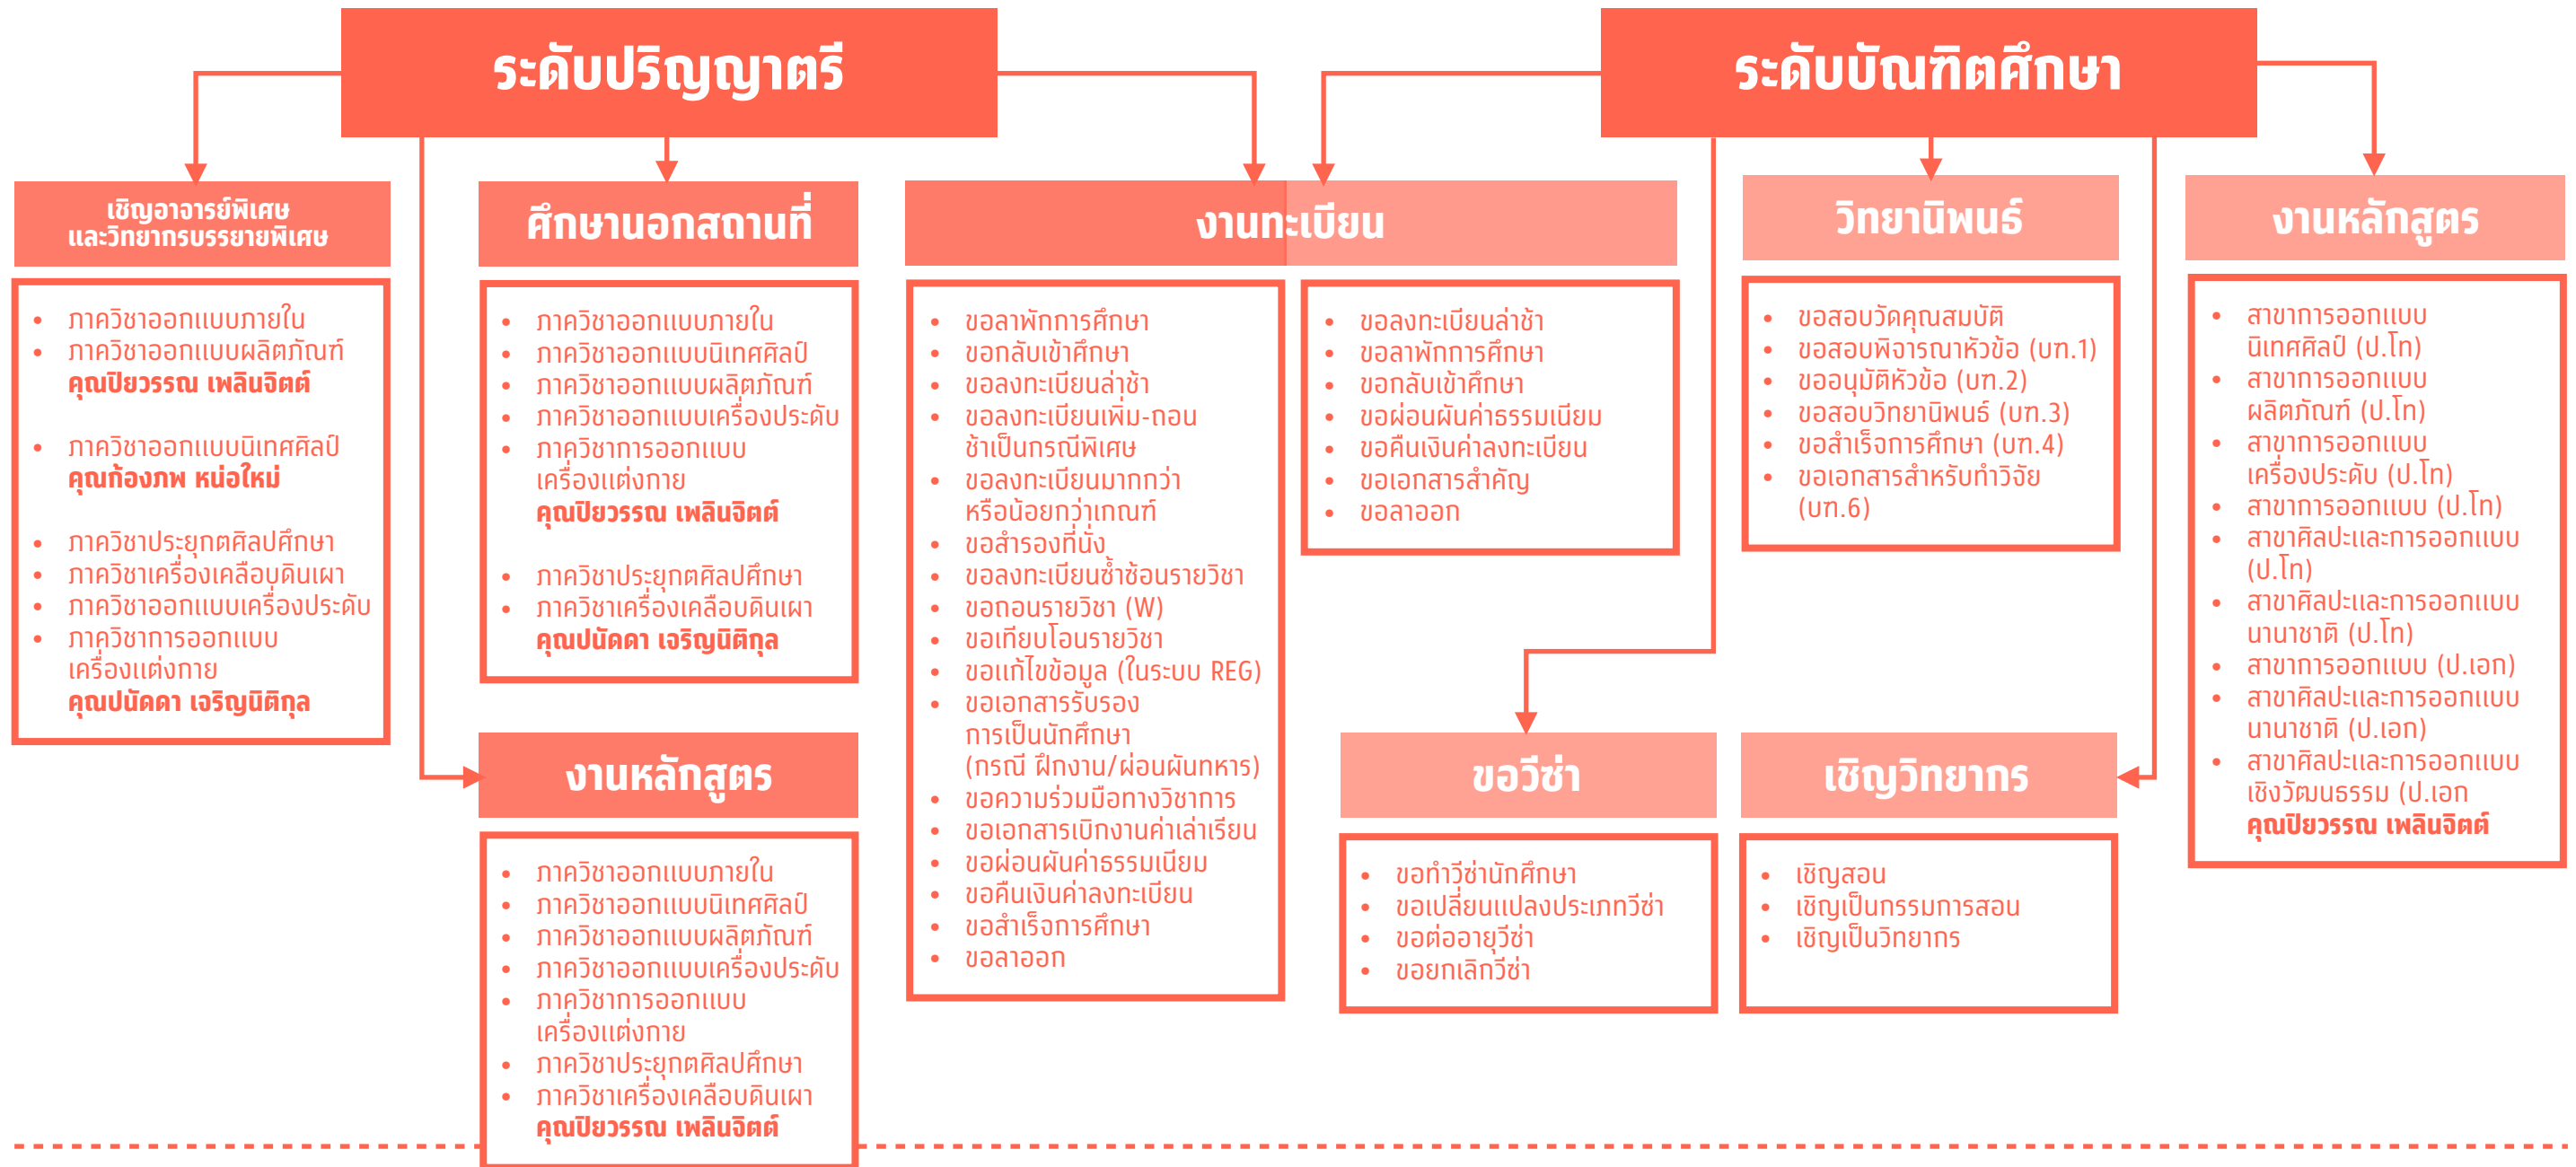 ระดับปริญญาตรี
ระดับบัณฑิตศึกษา
เชิญอาจารย์พิเศษ
และวิทยากรบรรยายพิเศษ
• ภาควิชาออกแบบภายใน
• ภาควิชาออกแบบผลิตภัณฑ์
คุณปิยวรรณ เพลินจิตต์
• ภาควิชาออกแบบนิเทศศิลป์
คุณก้องภพ หน่อใหม่
• ภาควิชาประยุกตศิลปศึกษา
• ภาควิชาเครื่องเคลือบดินเผา
• ภาควิชาออกแบบเครื่องประดับ
• ภาควิชาการออกแบบ
เครื่องแต่งกาย
คุณปนัดดา เจริญนิติกุล
ศึกษานอกสถานที่
• ภาควิชาออกแบบภายใน
• ภาควิชาออกแบบนิเทศศิลป์
• ภาควิชาออกแบบผลิตภัณฑ์
• ภาควิชาออกแบบเครื่องประดับ
• ภาควิชาการออกแบบ
เครื่องแต่งกาย
คุณปิยวรรณ เพลินจิตต์
• ภาควิชาประยุกตศิลปศึกษา
• ภาควิชาเครื่องเคลือบดินเผา
คุณปนัดดา เจริญนิติกุล
งานหลักสูตร
• ภาควิชาออกแบบภายใน
• ภาควิชาออกแบบนิเทศศิลป์
• ภาควิชาออกแบบผลิตภัณฑ์
• ภาควิชาออกแบบเครื่องประดับ
• ภาควิชาการออกแบบ
เครื่องแต่งกาย
• ภาควิชาประยุกตศิลปศึกษา
• ภาควิชาเครื่องเคลือบดินเผา
คุณปิยวรรณ เพลินจิตต์
งานทะเบียน
• ขอลาพักการศึกษา
• ขอกลับเข้าศึกษา
• ขอลงทะเบียนล่าช้า
• ขอลงทะเบียนเพิ่ม-ถอน
ช้าเป็นกรณีพิเศษ
• ขอลงทะเบียนมากกว่า
หรือน้อยกว่าเกณฑ์
• ขอสำรองที่นั่ง
• ขอลงทะเบียนซ้ำซ้อนรายวิชา
• ขอถอนรายวิชา (W)
• ขอเทียบโอนรายวิชา
• ขอแก้ไขข้อมูล (ในระบบ REG)
• ขอเอกสารรับรอง
การเป็นนักศึกษา
(กรณี ฝึกงาน/ผ่อนผันทหาร)
• ขอความร่วมมือทางวิชาการ
• ขอเอกสารเบิกงานค่าเล่าเรียน
• ขอผ่อนผันค่าธรรมเนียม
• ขอคืนเงินค่าลงทะเบียน
• ขอสำเร็จการศึกษา
• ขอลาออก
• ขอลงทะเบียนล่าช้า
• ขอลาพักการศึกษา
• ขอกลับเข้าศึกษา
• ขอผ่อนผันค่าธรรมเนียม
• ขอคืนเงินค่าลงทะเบียน
• ขอเอกสารสำคัญ
• ขอลาออก
วิทยานิพนธ์
• ขอสอบวัดคุณสมบัติ
• ขอสอบพิจารณาหัวข้อ (บฑ.1)
• ขออนุมัติหัวข้อ (บฑ.2)
• ขอสอบวิทยานิพนธ์ (บฑ.3)
• ขอสำเร็จการศึกษา (บฑ.4)
• ขอเอกสารสำหรับทำวิจัย
(บฑ.6)
ขอวีซ่า
• ขอทำวีซ่านักศึกษา
• ขอเปลี่ยนแปลงประเภทวีซ่า
• ขอต่ออายุวีซ่า
• ขอยกเลิกวีซ่า
เชิญวิทยากร
• เชิญสอน
• เชิญเป็นกรรมการสอน
• เชิญเป็นวิทยากร
งานหลักสูตร
• สาขาการออกแบบ
นิเทศศิลป์ (ป.โท)
• สาขาการออกแบบ
ผลิตภัณฑ์ (ป.โท)
• สาขาการออกแบบ
เครื่องประดับ (ป.โท)
• สาขาการออกแบบ (ป.โท)
• สาขาศิลปะและการออกแบบ
(ป.โท)
• สาขาศิลปะและการออกแบบ
นานาชาติ (ป.โท)
• สาขาการออกแบบ (ป.เอก)
• สาขาศิลปะและการออกแบบ
นานาชาติ (ป.เอก)
• สาขาศิลปะและการออกแบบ
เชิงวัฒนธรรม (ป.เอก
คุณปิยวรรณ เพลินจิตต์